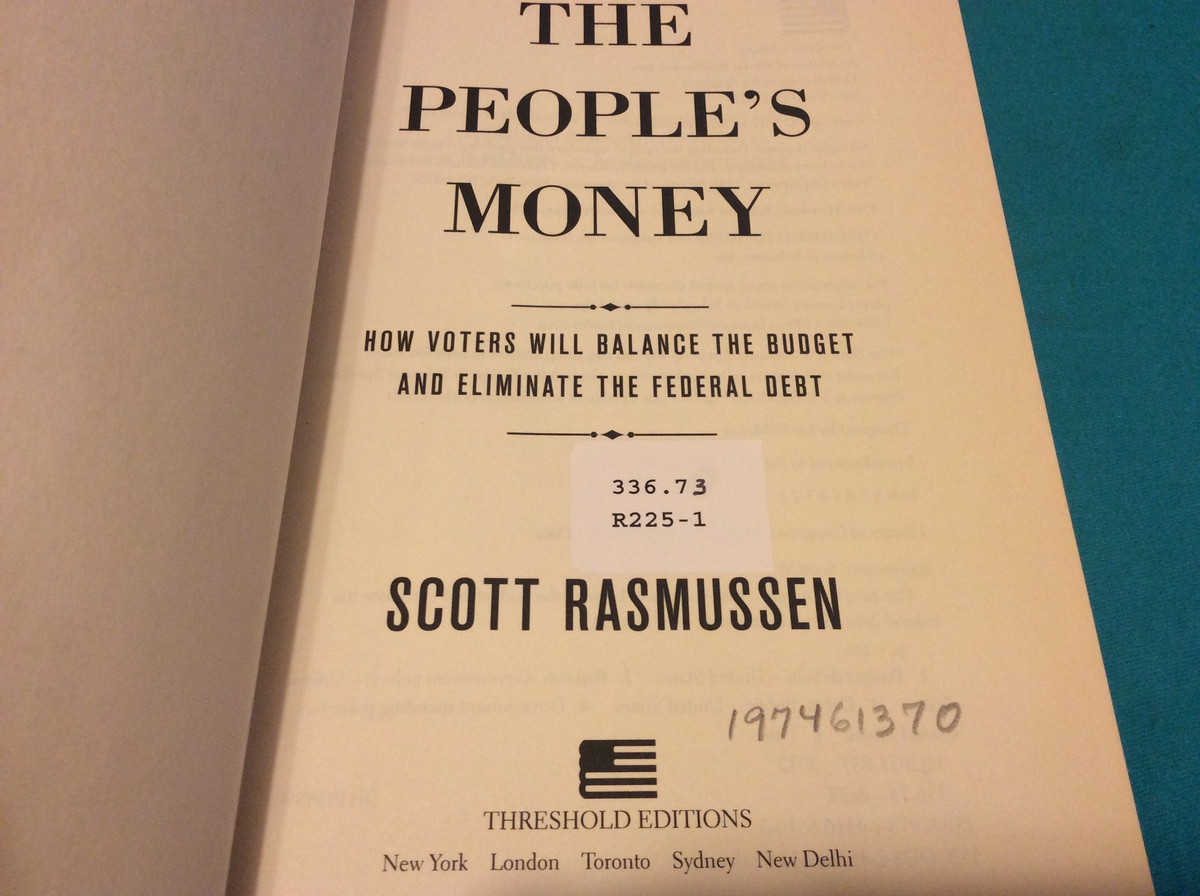 THE
PEOPLE'S
MONEY
HOW VOTERS WILL BALANCE THE BUDGET
AND ELIMINATE THE FEDERAL DEBT
336.73
R225-1
SCOTT RASMUSSEN
197461370
THRESHOLD EDITIONS
New York London Toronto Sydney New Delhi